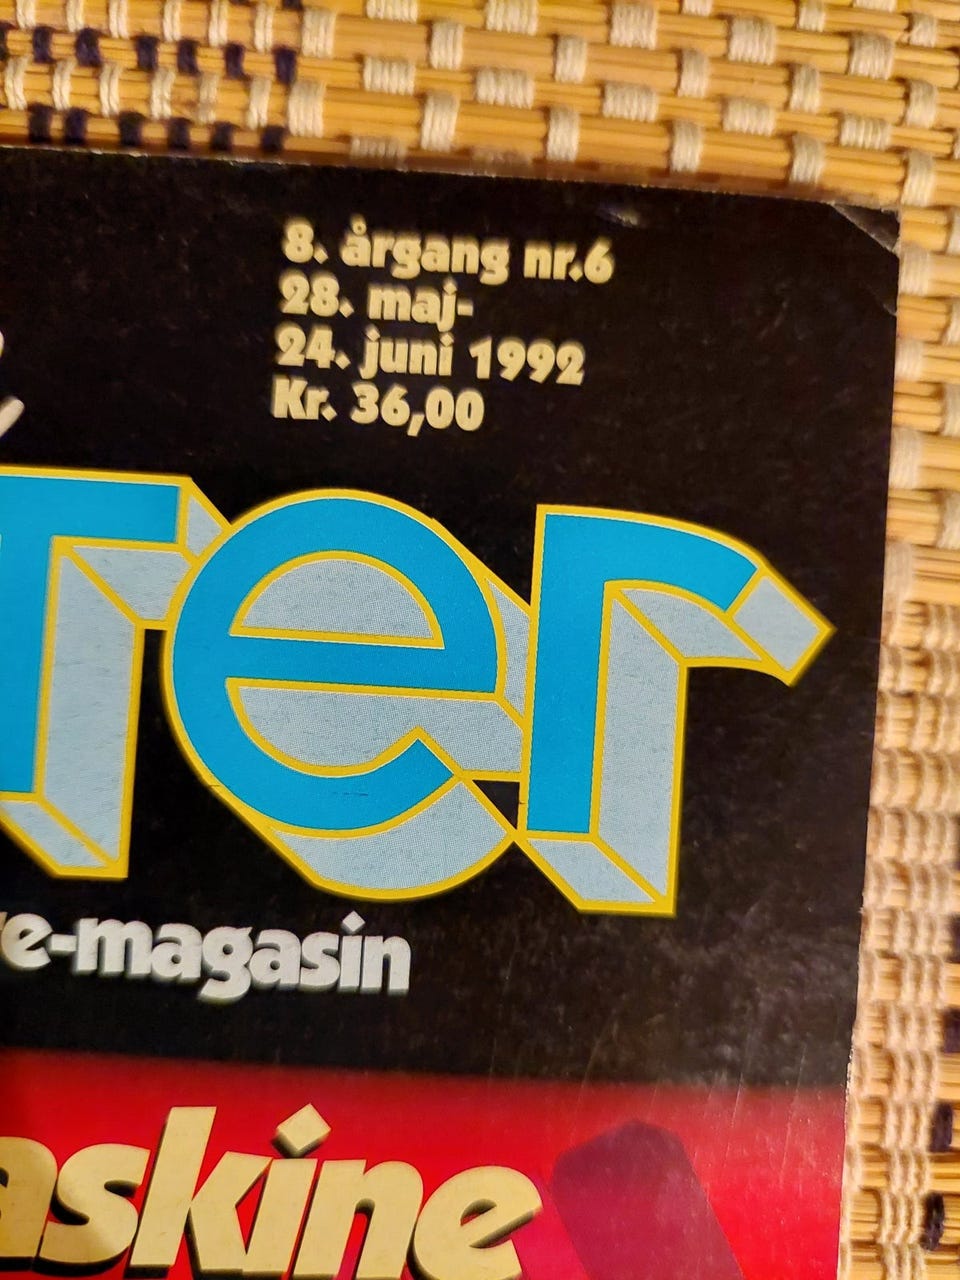 8. årgang nr.6
28. maj-
24. juni 1992
Kr. 36,00
Ter
e-magasin
askine